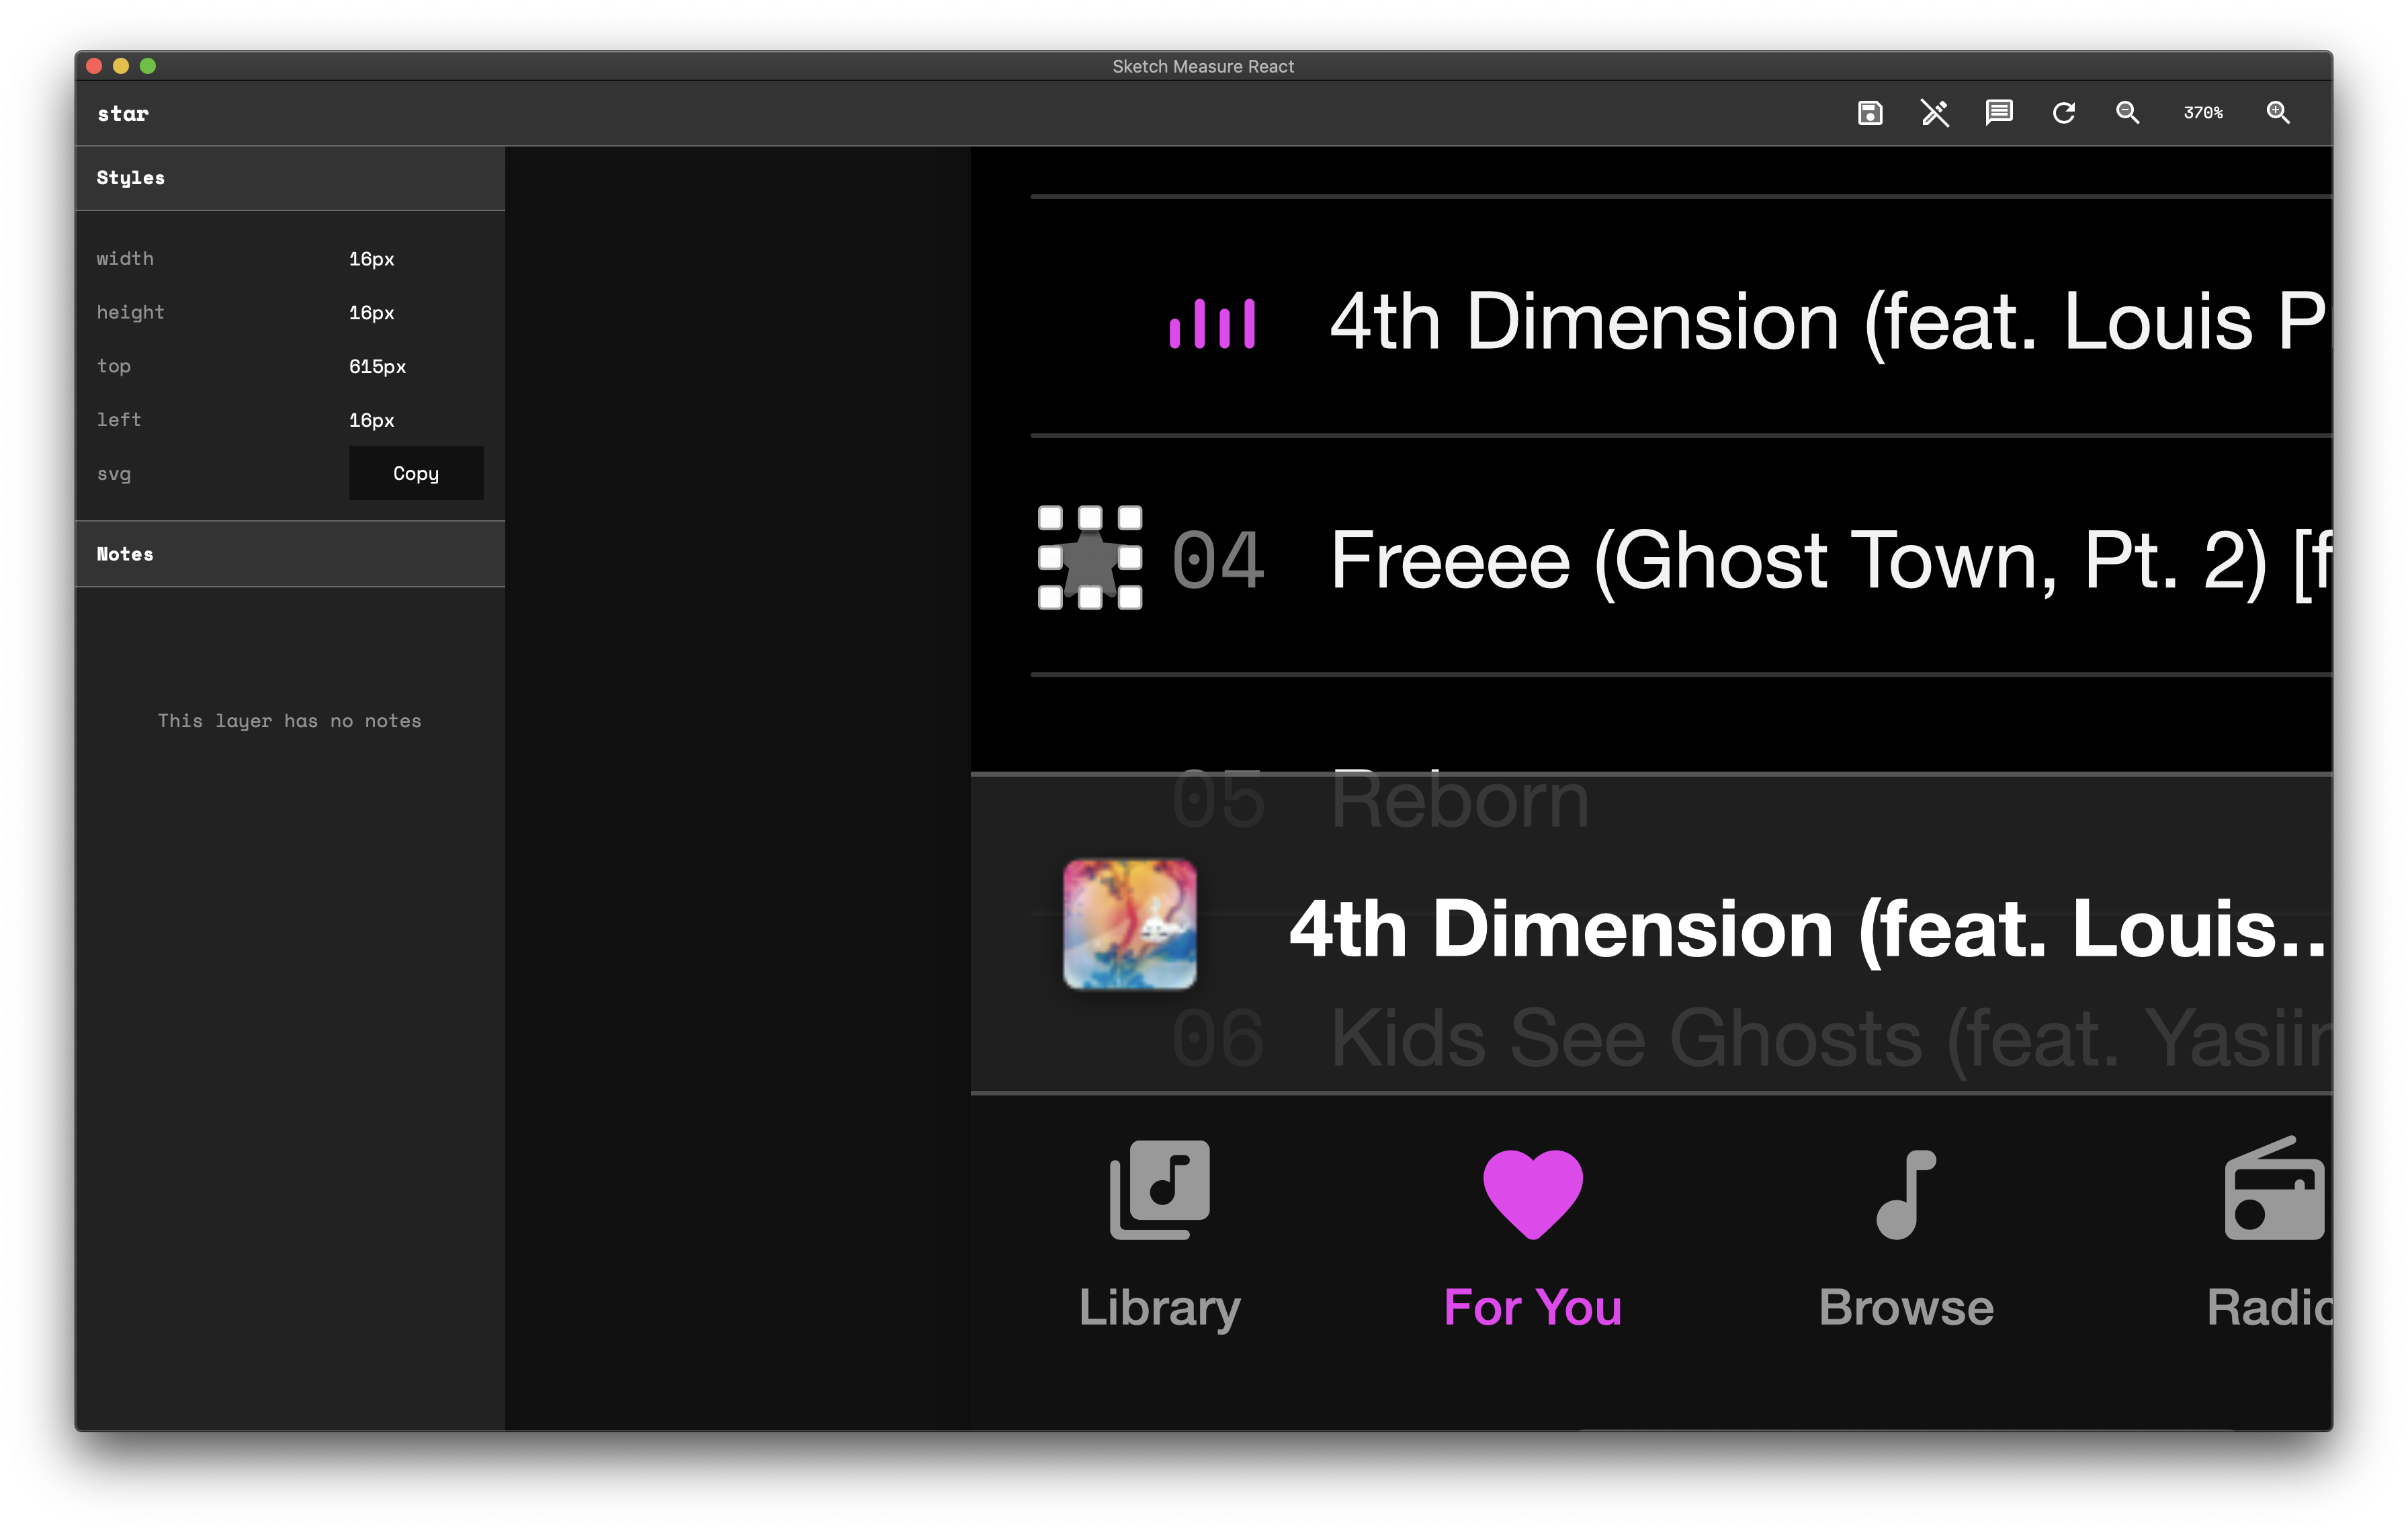 Sketch Measure React
star
370%
Styles
width 16px
height 16px
top 615px
left 16px
svg Copy
Notes
This layer has no notes
4th Dimension (feat. Louis P
04 Freeee (Ghost Town, Pt. 2) [f
05 Reborn
4th Dimension (feat. Louis...
06 Kids See Ghosts (feat. Yasiin
Library For You Browse Radio